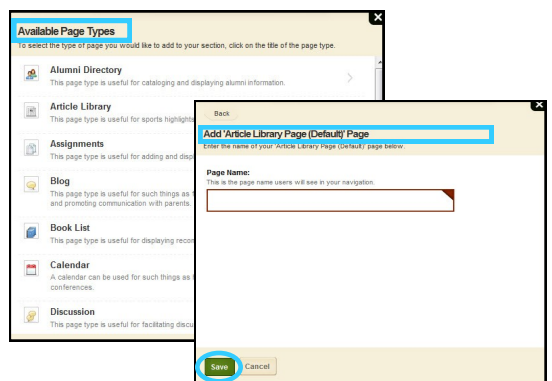 Available Page Types
To select the type of page you would like to add to your section, click on the title of the page type.
Alumni Directory
This page type is useful for cataloging and displaying alumni information.
Article Library
This page type is useful for sports highlights
Assignments
This page type is useful for adding and disp
Blog
This page type is useful for such things as
and promoting communication with parents.
Book List
This page type is useful for displaying
Calendar
A calendar can be used for such things as
conferences.
Discussion
This page type is useful for facilitating discu
Back
Add 'Article Library Page (Default)' Page
Enter the name of your 'Article Library Page (Default)' page below.
Page Name:
This is the page name users will see in your navigation.
Save Cancel